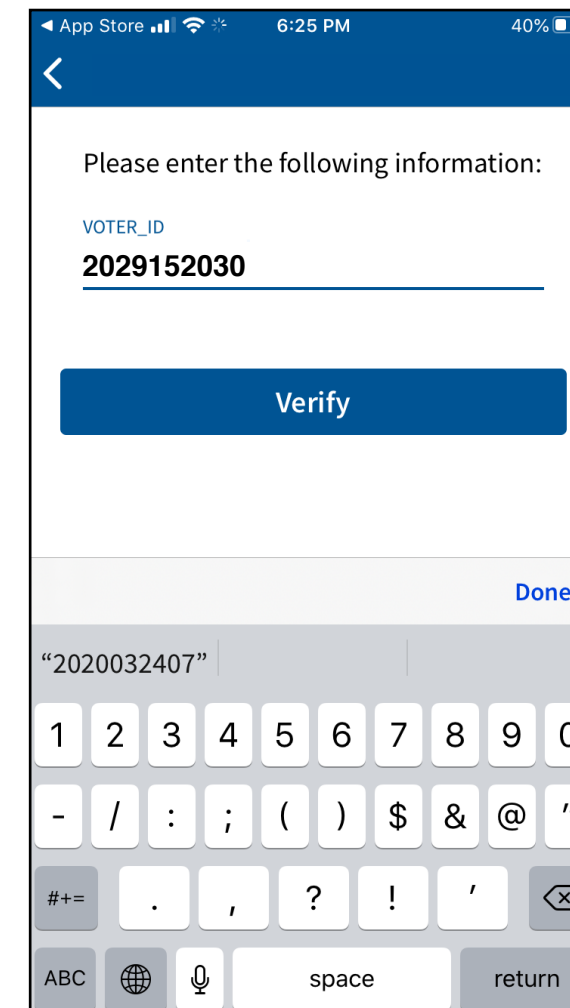 App Store 6:25 PM 40%
Please enter the following information:
VOTER_ID
2029152030
Verify
Done
“2020032407”
1 2 3 4 5 6 7 8 9 0
- / : ; ( ) $ & @
#+= . , ? ! ’
ABC space return